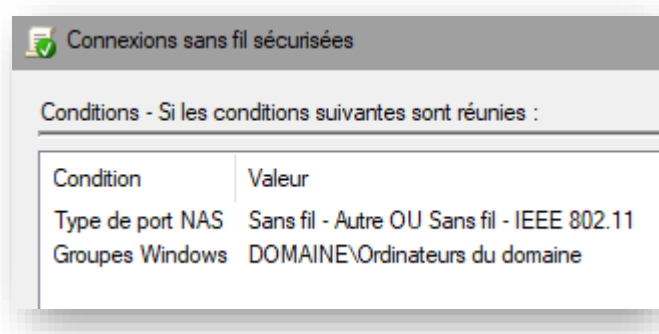 Connexions sans fil sécurisées
Conditions - Si les conditions suivantes sont réunies :
Condition Valeur
Type de port NAS Sans fil - Autre OU Sans fil - IEEE 802.11
Groupes Windows DOMAINE\Ordinateurs du domaine